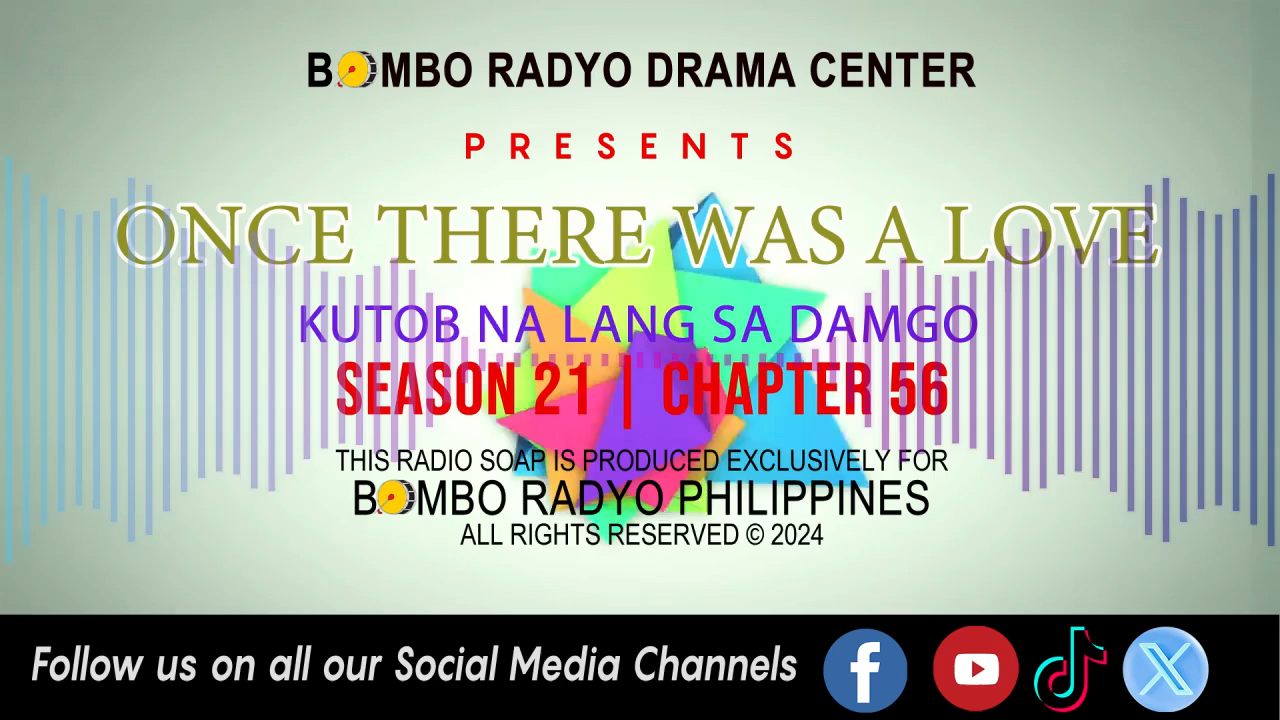 BOMBO RADYO DRAMA CENTER
PRESENTS
ONCE THERE WAS A LOVE
KUTOB NA LANG SA DAMGO
SEASON 21 | CHAPTER 56
THIS RADIO SOAP IS PRODUCED EXCLUSIVELY FOR
BOMBO RADYO PHILIPPINES
ALL RIGHTS RESERVED © 2024
Follow us on all our Social Media Channels